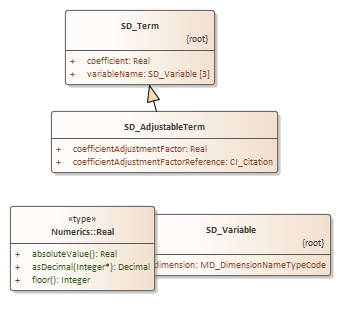 SD_Term
{root}
+ coefficient: Real
+ variableName: SD_Variable [3]
SD_AdjustableTerm
+ coefficientAdjustmentFactor: Real
+ coefficientAdjustmentFactorReference: CI_Citation
«type»
Numerics::Real
+ absoluteValue(): Real
+ asDecimal(Integer*): Decimal
+ floor(): Integer
SD_Variable
{root}
dimension: MD_DimensionNameTypeCode